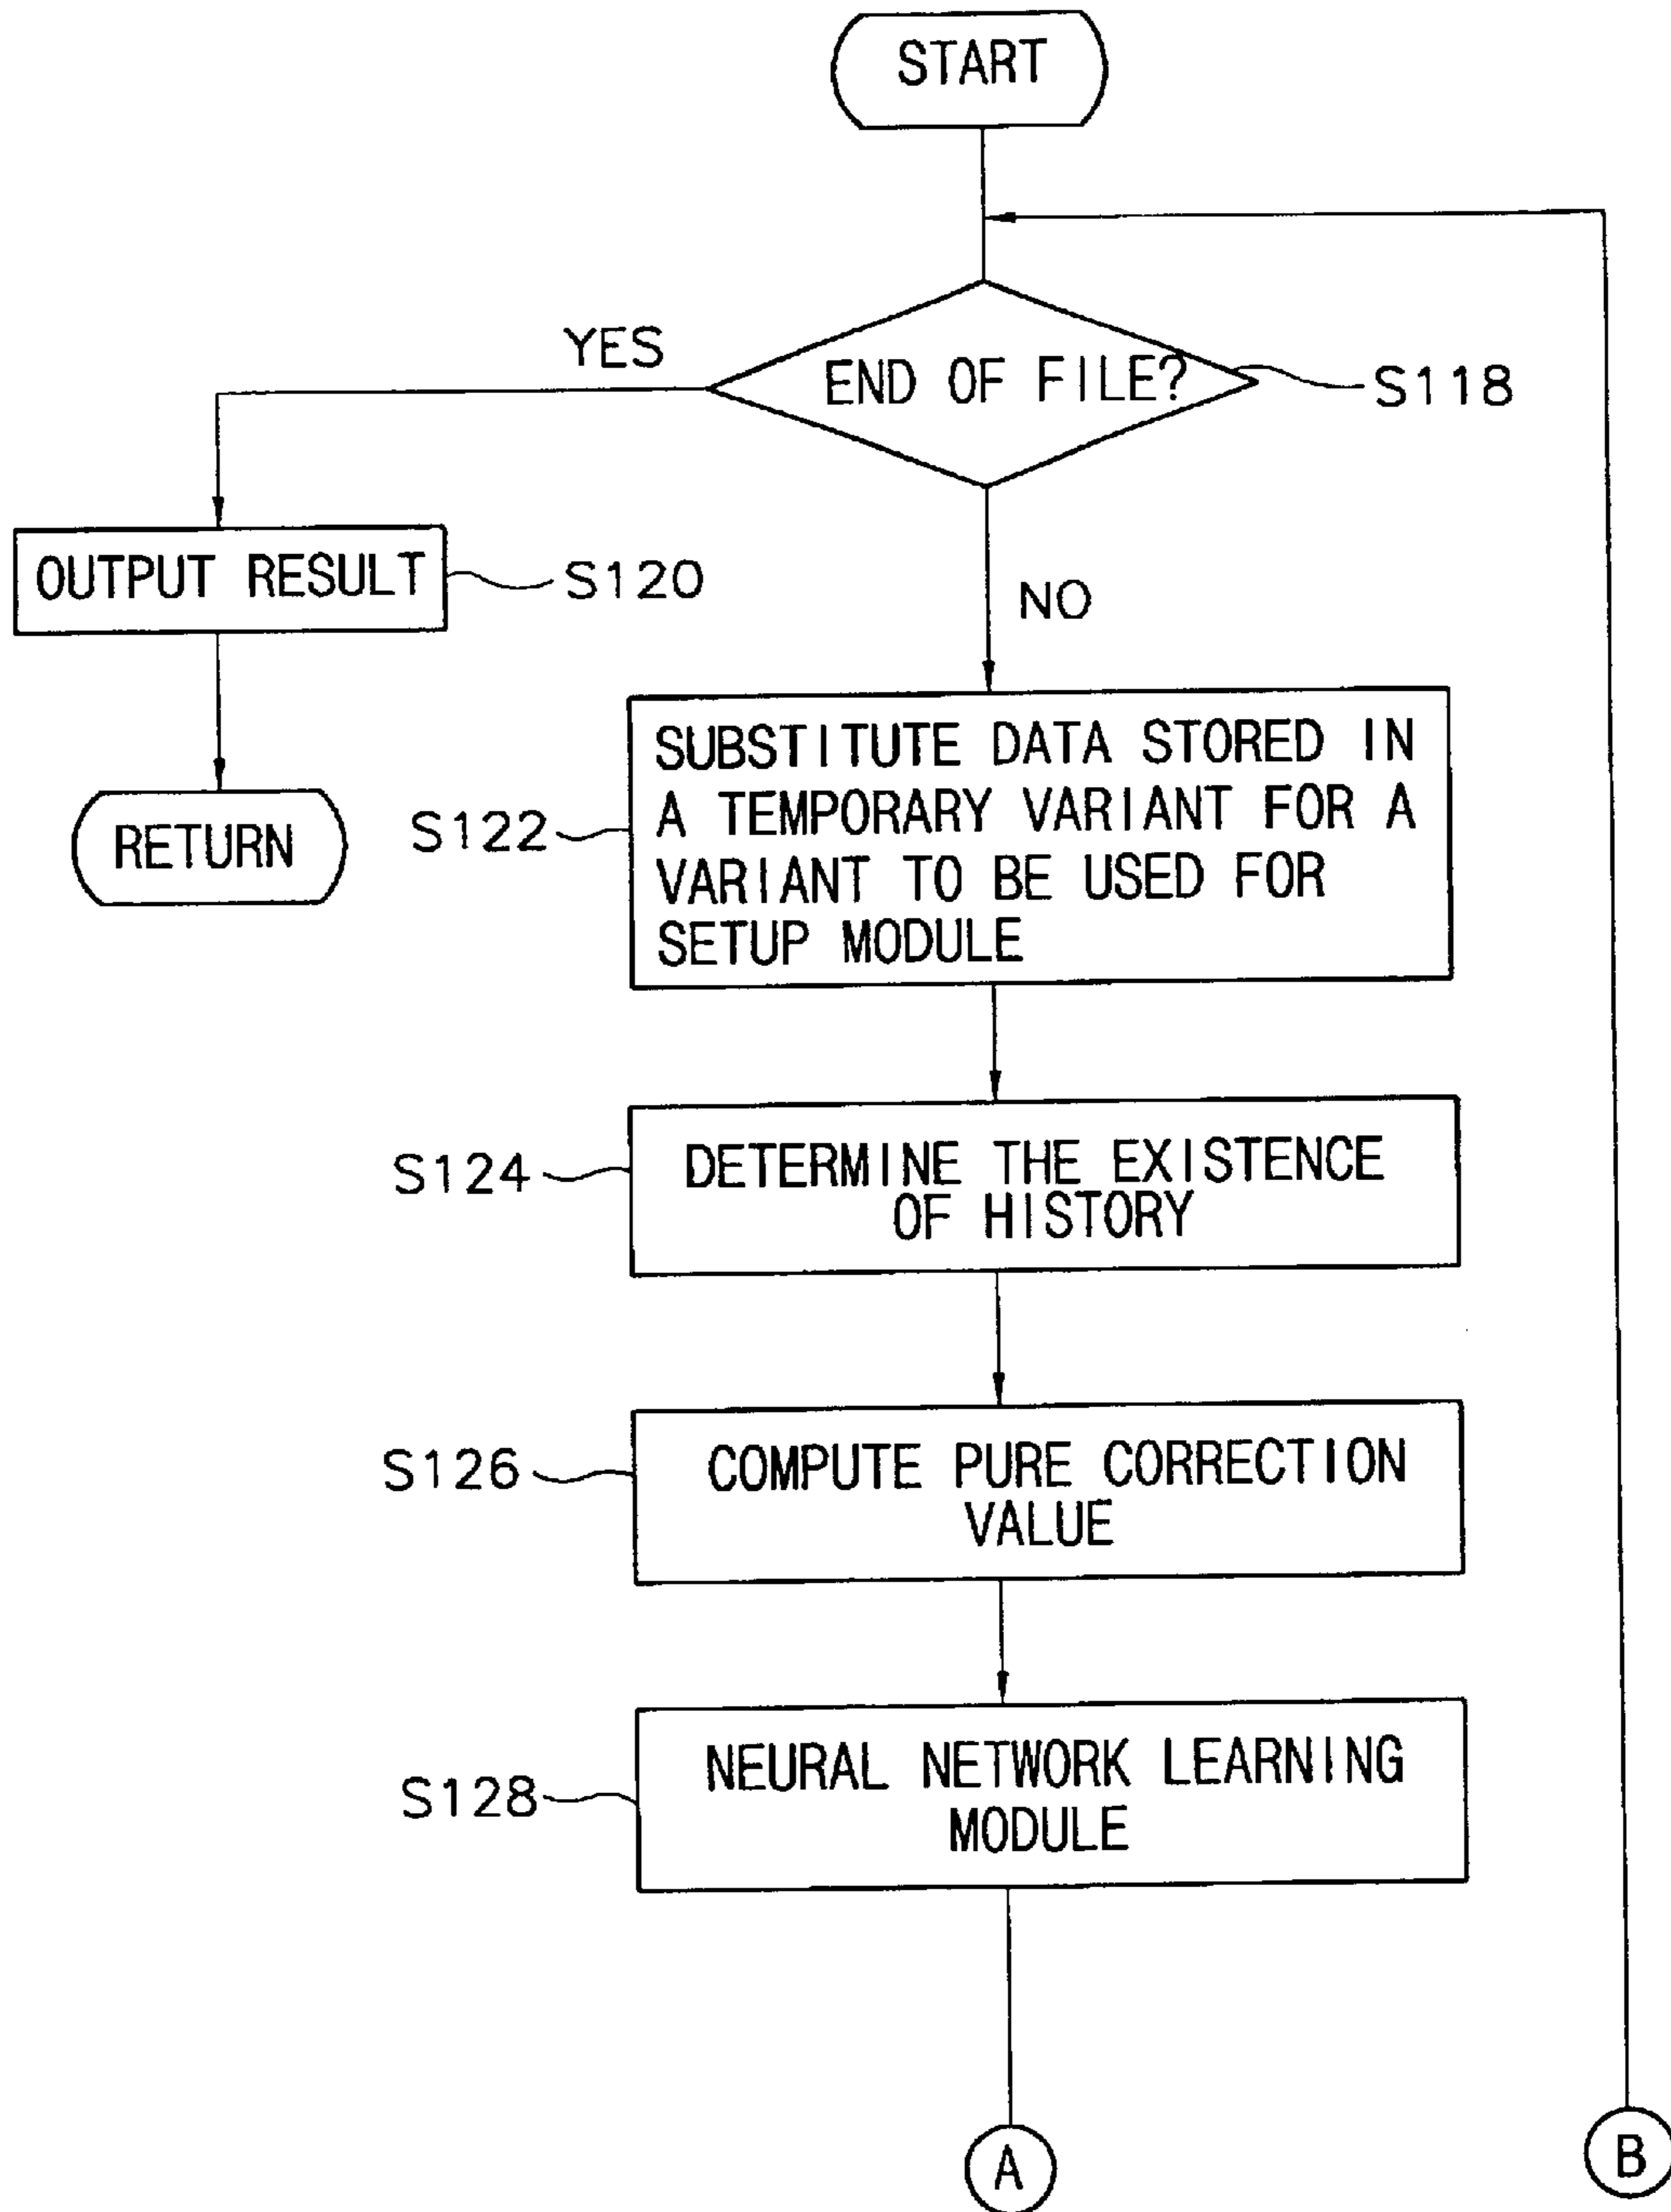 START
YES
END OF FILE?
S118
OUTPUT RESULT
S120
NO
RETURN
S122
SUBSTITUTE DATA STORED IN
A TEMPORARY VARIANT FOR A
VARIANT TO BE USED FOR
SETUP MODULE
S124
DETERMINE THE EXISTENCE
OF HISTORY
S126
COMPUTE PURE CORRECTION
VALUE
S128
NEURAL NETWORK LEARNING
MODULE
A
B